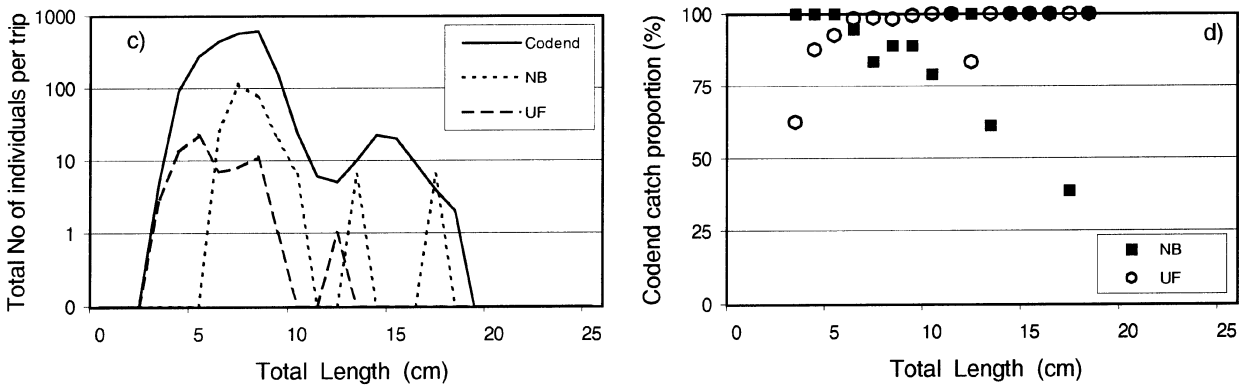 c)
Total No of individuals per trip
1000
100
10
1
0
0 5 10 15 20 25
Total Length (cm)
Codend
NB
UF
d)
Codend catch proportion (%)
100
75
50
25
0
0 5 10 15 20 25
Total Length (cm)
NB
UF